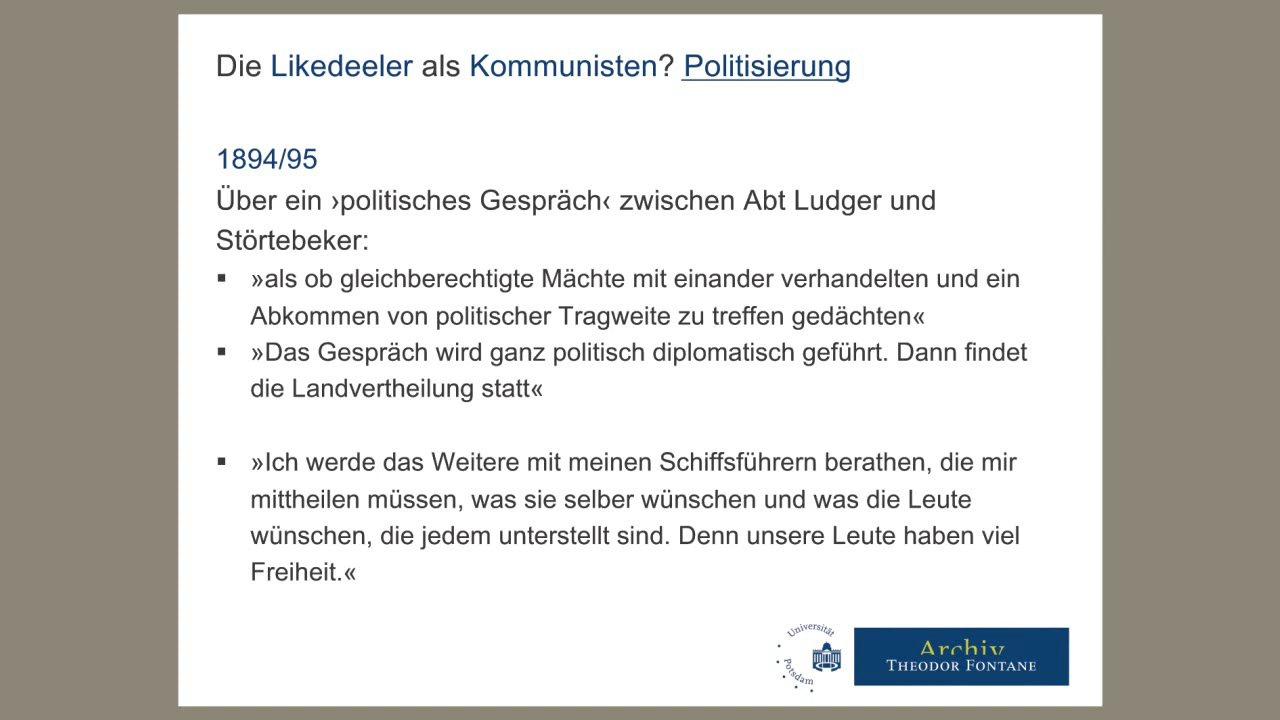 Die Likedeeler als Kommunisten? Politisierung
1894/95
Über ein ›politisches Gespräch‹ zwischen Abt Ludger und
Störtebeker:
▪ »als ob gleichberechtigte Mächte mit einander verhandelten und ein
Abkommen von politischer Tragweite zu treffen gedächten«
▪ »Das Gespräch wird ganz politisch diplomatisch geführt. Dann findet
die Landvertheilung statt«
▪ »Ich werde das Weitere mit meinen Schiffsführern berathen, die mir
mittheilen müssen, was sie selber wünschen und was die Leute
wünschen, die jedem unterstellt sind. Denn unsere Leute haben viel
Freiheit.«
Universität
Potsdam
Archiv
THEODOR FONTANE